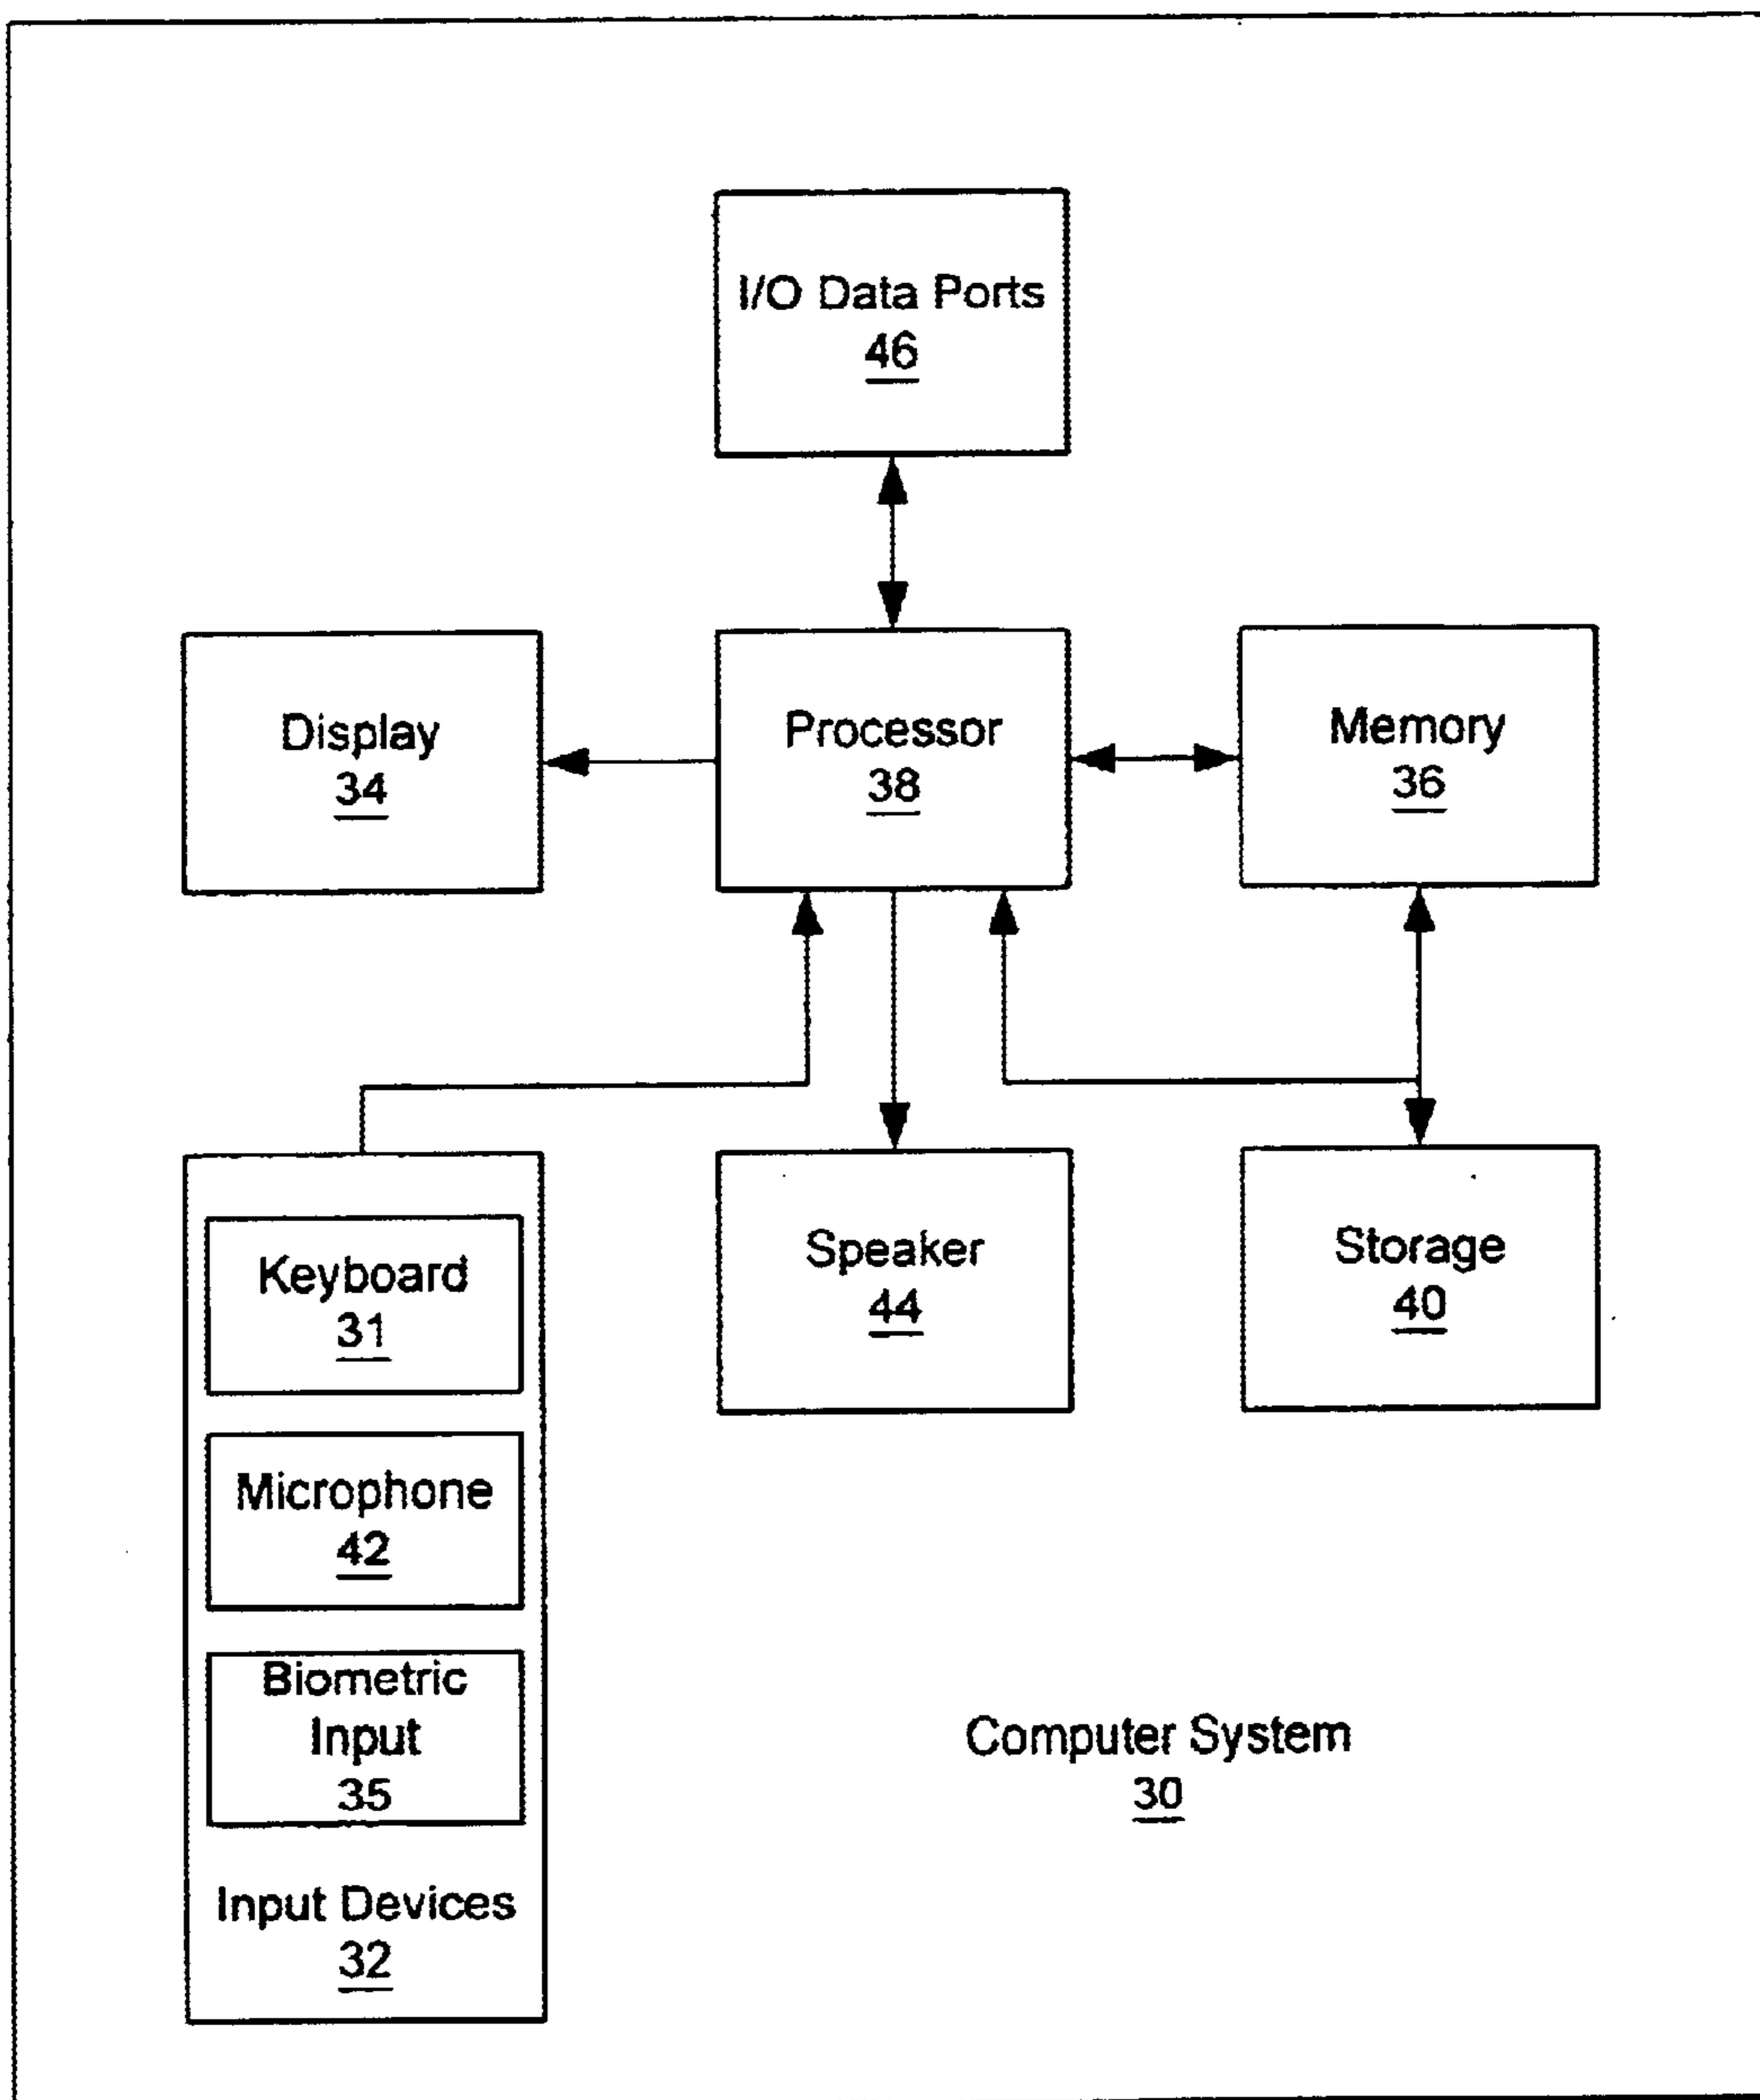 I/O Data Ports
46
Display
34
Processor
38
Memory
36
Keyboard
31
Microphone
42
Biometric
Input
35
Input Devices
32
Speaker
44
Storage
40
Computer System
30